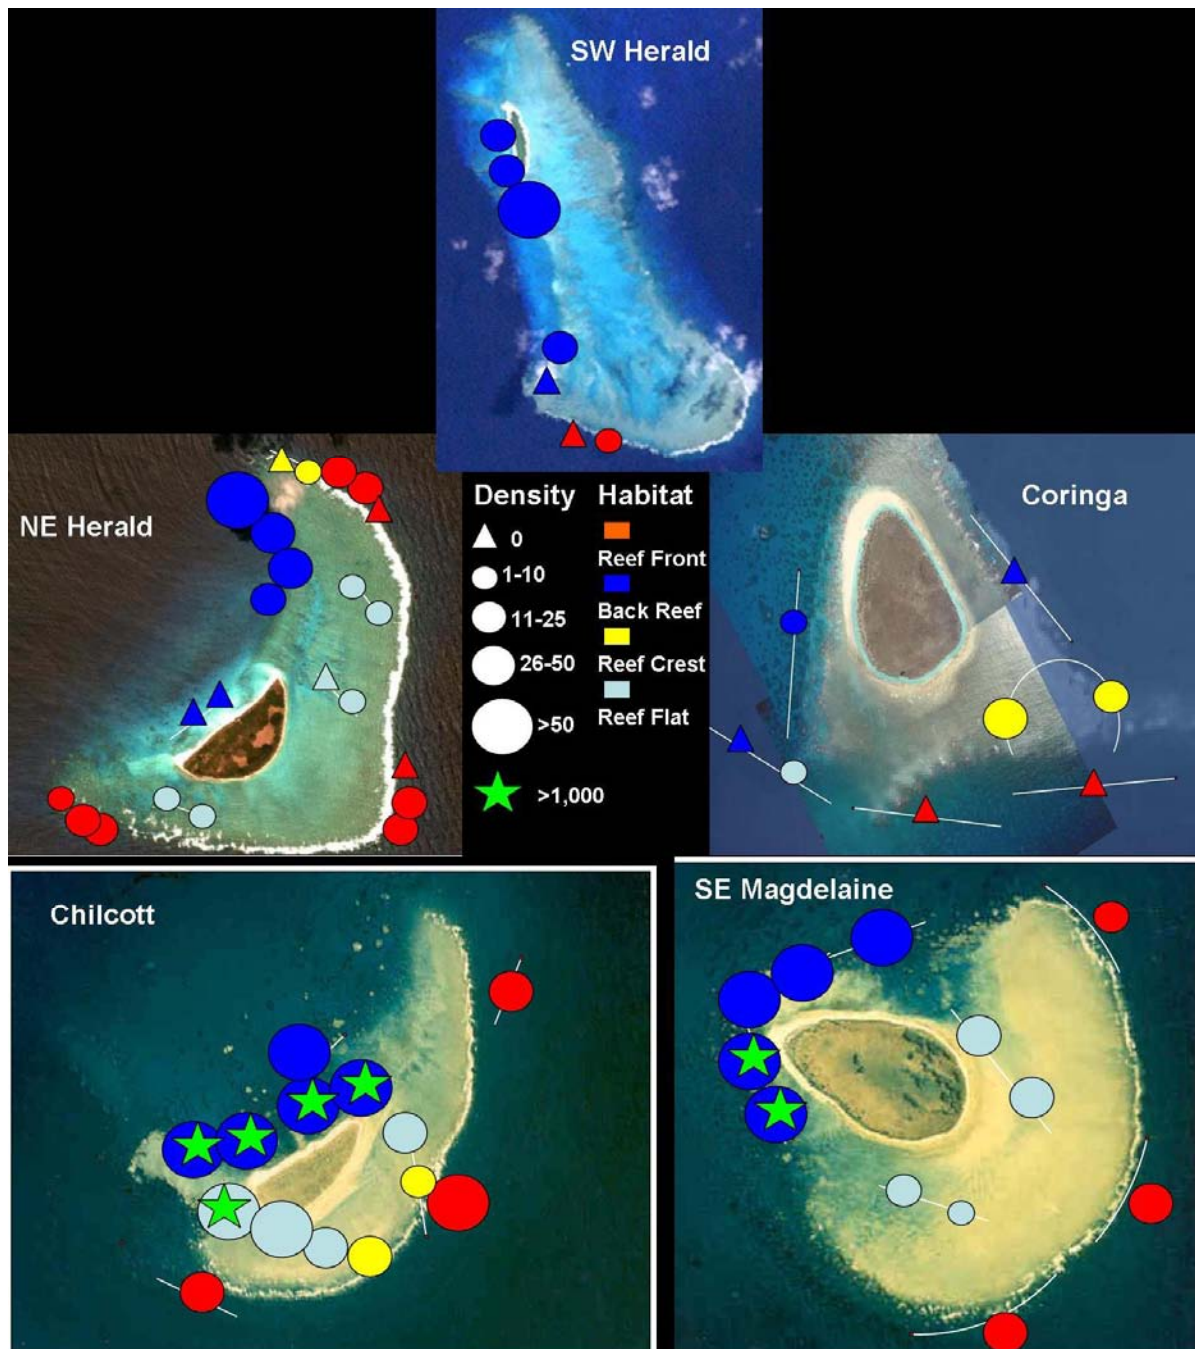 SW Herald
NE Herald
Density Habitat
0
Reef Front
1-10
Back Reef
11-25
Reef Crest
26-50
Reef Flat
>50
>1,000
Coringa
Chilcott
SE Magdelaine